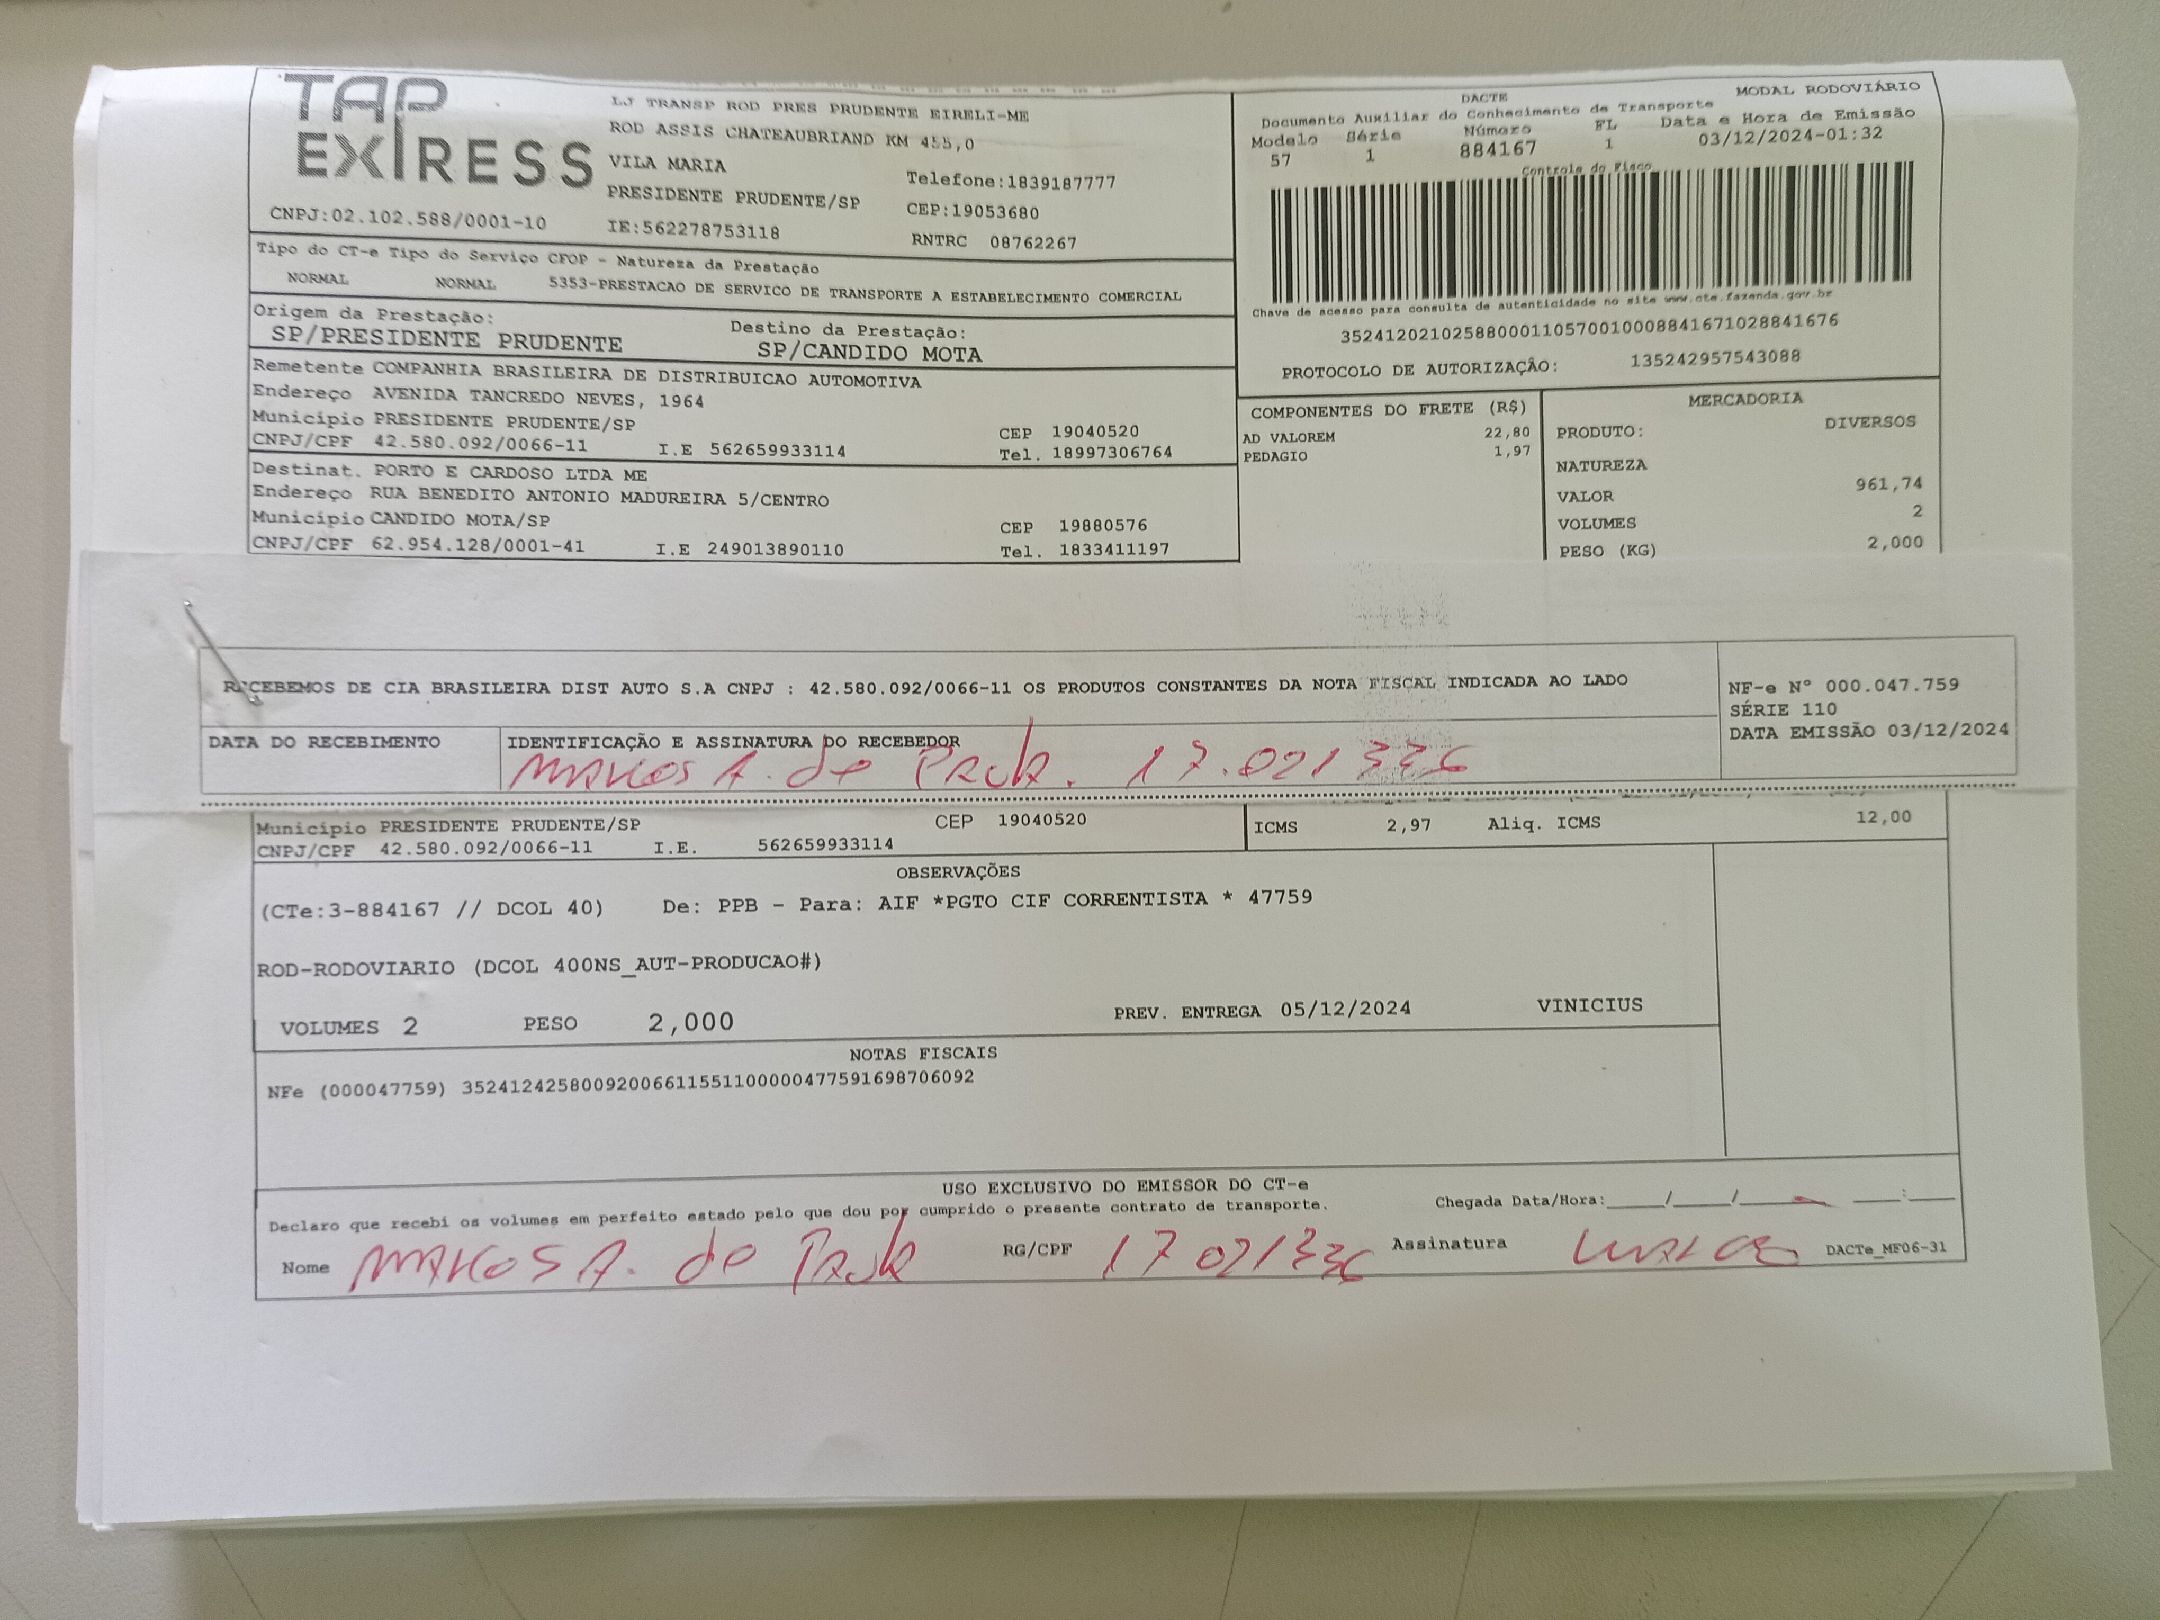 TAP
EXPRESS
LJ TRANSP ROD PRES PRUDENTE EIRELI-ME
ROD ASSIS CHATEAUBRIAND KM 455,0
VILA MARIA
PRESIDENTE PRUDENTE/SP
Telefone:1839187777
CEP:19053680
CNPJ:02.102.588/0001-10
IE:562278753118
RNTRC 08762267
DACTE
MODAL RODOVIÁRIO
Documento Auxiliar do Conhecimento de Transporte
Modelo Série Número FL Data e Hora de Emissão
57 1 884167 1 03/12/2024-01:32
Controle do Fisco
Chave de acesso para consulta de autenticidade no site www.cte.fazenda.gov.br
35241202102588000110570010008841671028841676
PROTOCOLO DE AUTORIZAÇÃO: 135242957543088
Tipo do CT-e Tipo do Serviço CFOP - Natureza da Prestação
NORMAL NORMAL 5353-PRESTACAO DE SERVICO DE TRANSPORTE A ESTABELECIMENTO COMERCIAL
Origem da Prestação: Destino da Prestação:
SP/PRESIDENTE PRUDENTE SP/CANDIDO MOTA
Remetente COMPANHIA BRASILEIRA DE DISTRIBUICAO AUTOMOTIVA
Endereço AVENIDA TANCREDO NEVES, 1964
Município PRESIDENTE PRUDENTE/SP CEP 19040520
CNPJ/CPF 42.580.092/0066-11 I.E 562659933114 Tel. 18997306764
Destinat. PORTO E CARDOSO LTDA ME
Endereço RUA BENEDITO ANTONIO MADUREIRA 5/CENTRO
Município CANDIDO MOTA/SP CEP 19880576
CNPJ/CPF 62.954.128/0001-41 I.E 249013890110 Tel. 1833411197
COMPONENTES DO FRETE (R$)
AD VALOREM 22,80
PEDAGIO 1,97
MERCADORIA
PRODUTO: DIVERSOS
NATUREZA
VALOR 961,74
VOLUMES 2
PESO (KG) 2,000
RECEBEMOS DE CIA BRASILEIRA DIST AUTO S.A CNPJ : 42.580.092/0066-11 OS PRODUTOS CONSTANTES DA NOTA FISCAL INDICADA AO LADO
NF-e Nº 000.047.759
SÉRIE 110
DATA EMISSÃO 03/12/2024
DATA DO RECEBIMENTO IDENTIFICAÇÃO E ASSINATURA DO RECEBEDOR
MARCOS A. de PAULA. 17.021336
Município PRESIDENTE PRUDENTE/SP CEP 19040520
CNPJ/CPF 42.580.092/0066-11 I.E. 562659933114
ICMS 2,97 Aliq. ICMS 12,00
OBSERVAÇÕES
(CTe:3-884167 // DCOL 40) De: PPB - Para: AIF *PGTO CIF CORRENTISTA * 47759
ROD-RODOVIARIO (DCOL 400NS_AUT-PRODUCAO#)
VOLUMES 2 PESO 2,000 PREV. ENTREGA 05/12/2024 VINICIUS
NOTAS FISCAIS
NFe (000047759) 35241242580092006611551100000477591698706092
USO EXCLUSIVO DO EMISSOR DO CT-e
Declaro que recebi os volumes em perfeito estado pelo que dou por cumprido o presente contrato de transporte. Chegada Data/Hora:____/____/____ ____:____
Nome MARCOS A. de PAULA RG/CPF 17 021336 Assinatura DACTe_MF06-31